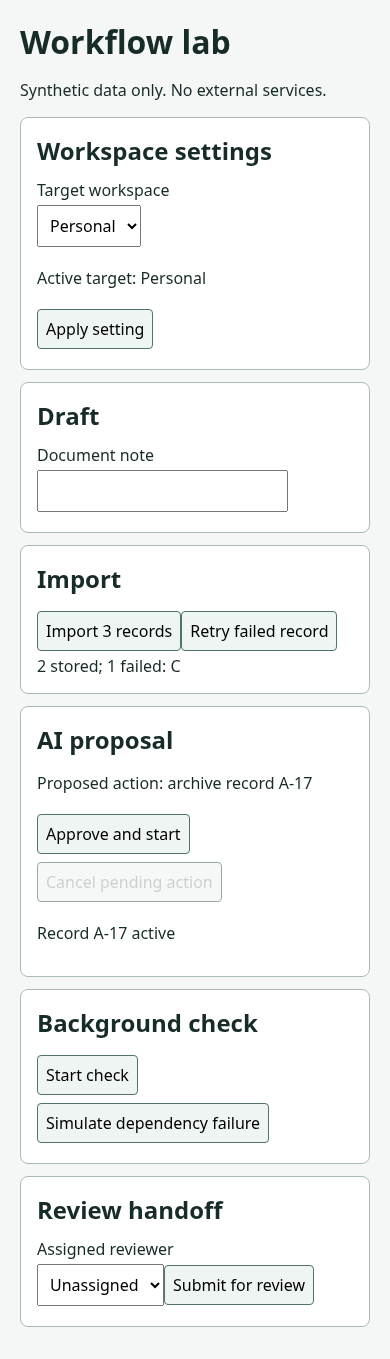 Workflow lab
Synthetic data only. No external services.
Workspace settings
Target workspace
Personal
Active target: Personal
Apply setting
Draft
Document note
Import
Import 3 records Retry failed record
2 stored; 1 failed: C
AI proposal
Proposed action: archive record A-17
Approve and start
Cancel pending action
Record A-17 active
Background check
Start check
Simulate dependency failure
Review handoff
Assigned reviewer
Unassigned Submit for review